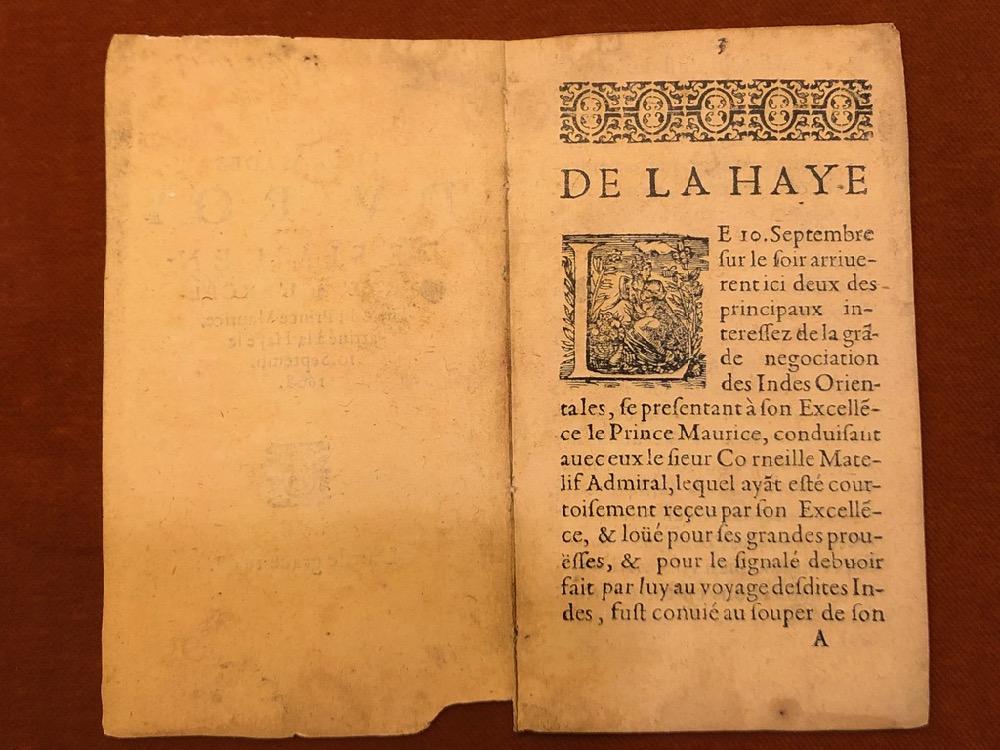 3
DE LA HAYE
LE 10. Septembre
ſur le ſoir arriue-
rent ici deux des
principaux in-
tereſſez de la grã-
de negociation
des Indes Orien-
tales, ſe preſentant à ſon Excellẽ-
ce le Prince Maurice, conduiſant
auec eux le ſieur Co rneille Mate-
lif Admiral, lequel ayãt eſté cour-
toiſement reçeu par ſon Excellẽ-
ce, & loüé pour ſes grandes prou-
ëſſes, & pour le ſignalé debuoir
fait par luy au voyage deſdites In-
des, fuſt conuié au ſouper de ſon
A